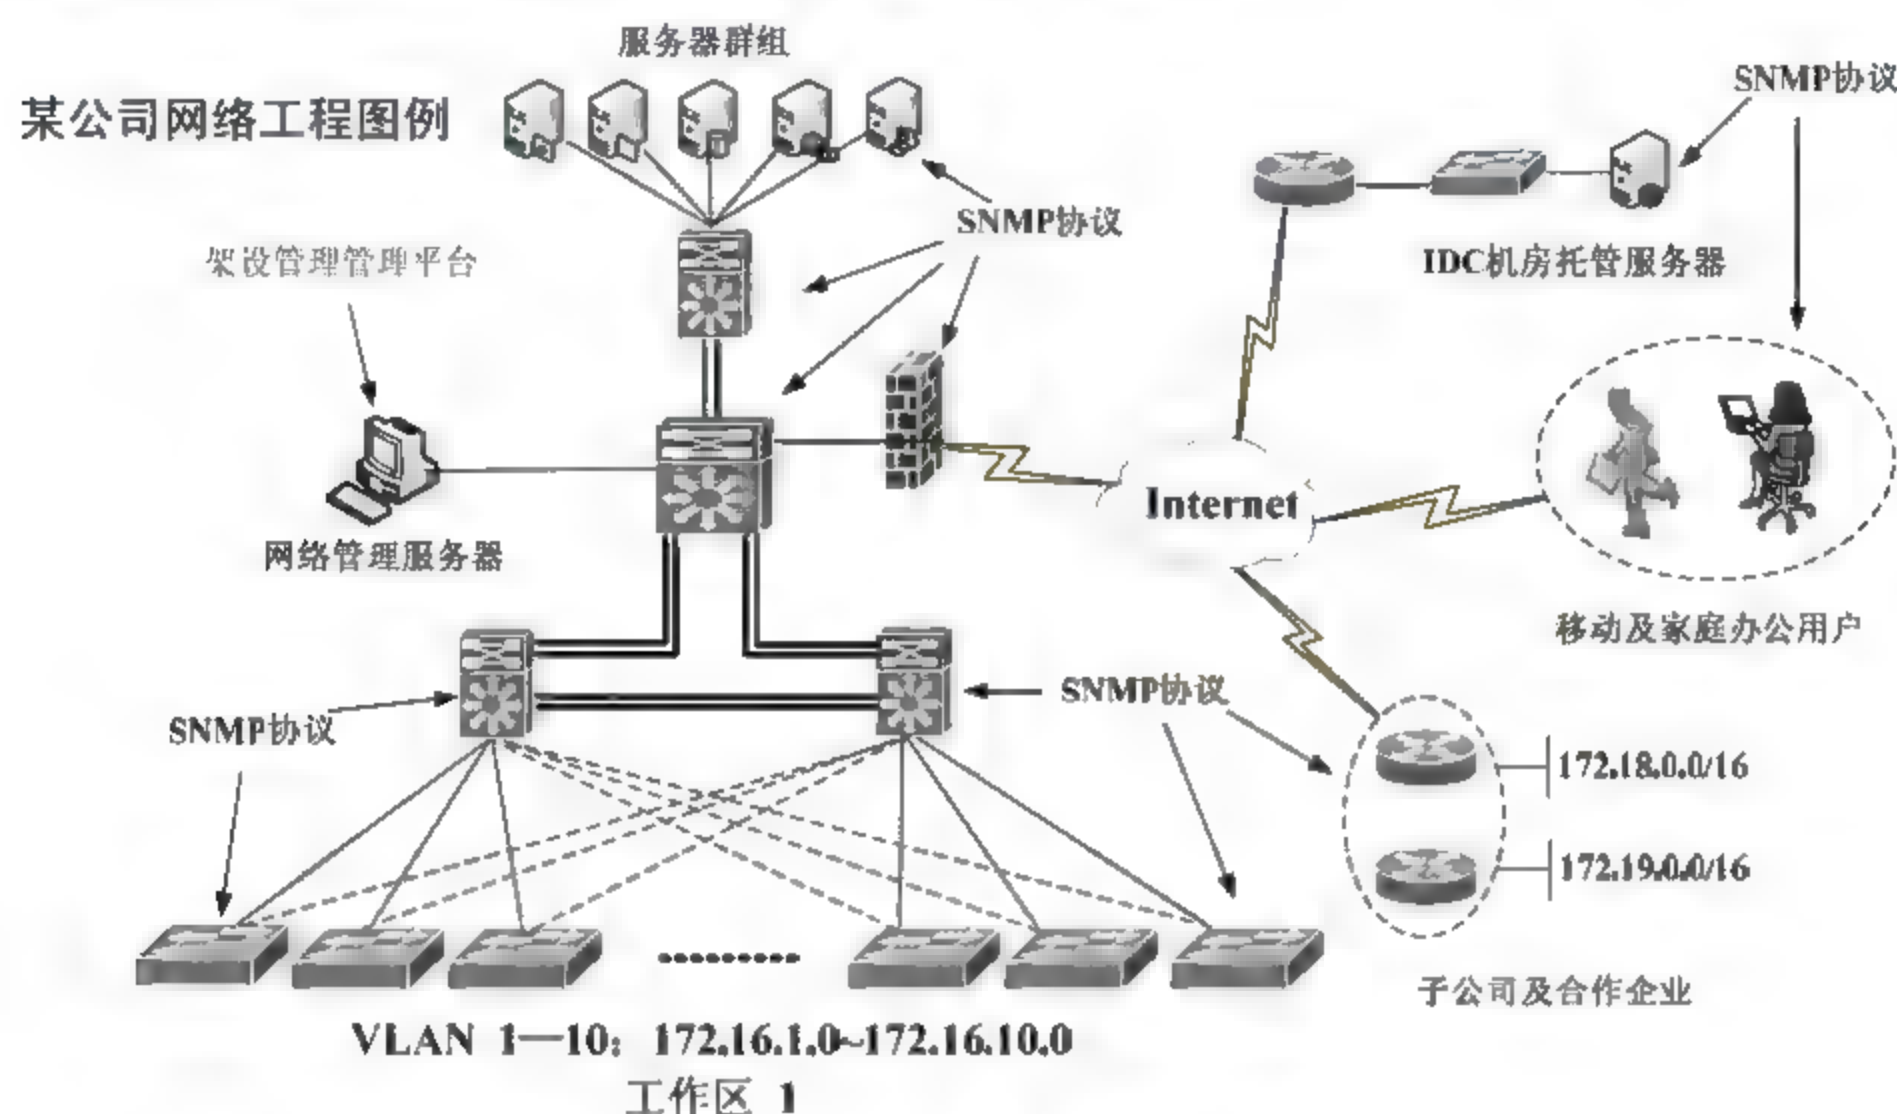 服务器群组
某公司网络工程图例
SNMP协议
SNMP协议
架设管理管理平台
IDC机房托管服务器
Internet
网络管理服务器
移动及家庭办公用户
SNMP协议
SNMP协议
172.18.0.0/16
172.19.0.0/16
子公司及合作企业
VLAN 1—10：172.16.1.0~172.16.10.0
工作区 1